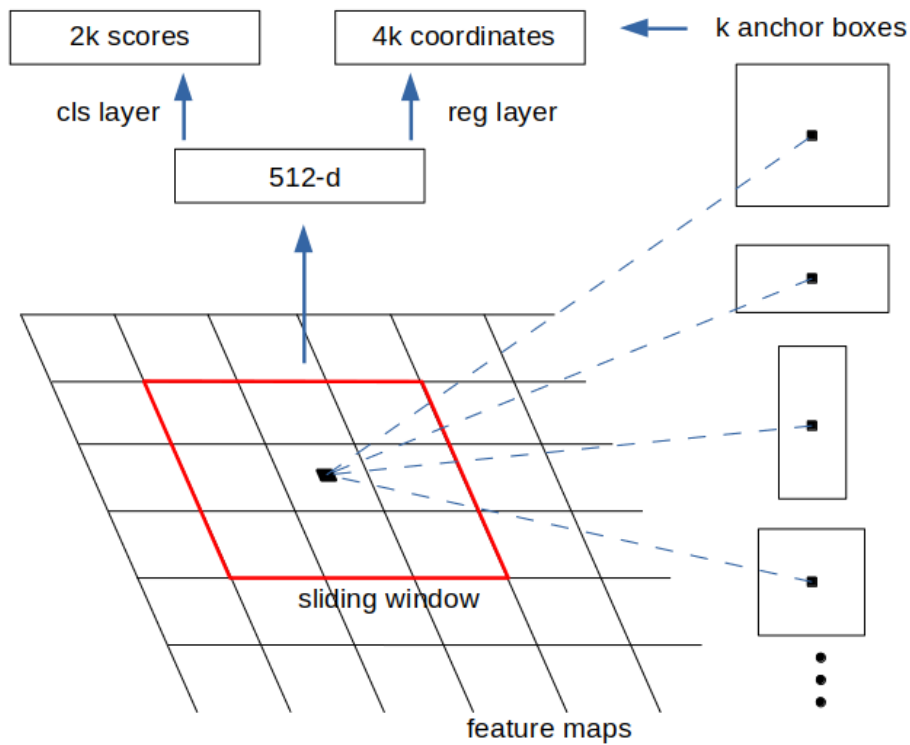 2k scores
4k coordinates
k anchor boxes
cls layer
reg layer
512-d
sliding window
feature maps